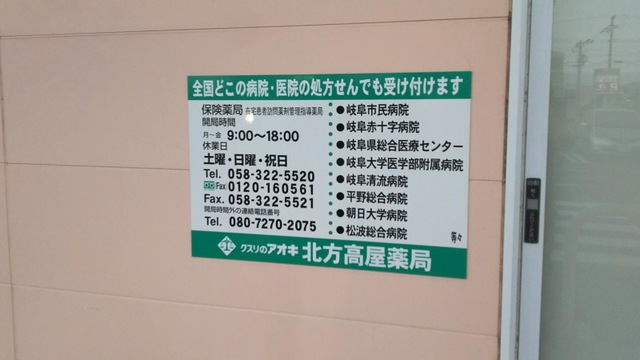 全国どこの病院・医院の処方せんでも受け付けます
保険薬局 在宅患者訪問薬剤管理指導薬局
開局時間
月～金 9:00～18:00
休業日
土曜・日曜・祝日
Tel. 058-322-5520
Fax 0120-160561
Fax. 058-322-5521
開局時間外の連絡電話番号
Tel. 080-7270-2075
●岐阜市民病院
●岐阜赤十字病院
●岐阜県総合医療センター
●岐阜大学医学部附属病院
●岐阜清流病院
●平野総合病院
●朝日大学病院
●松波総合病院
等々
クスリのアオキ 北方高屋薬局